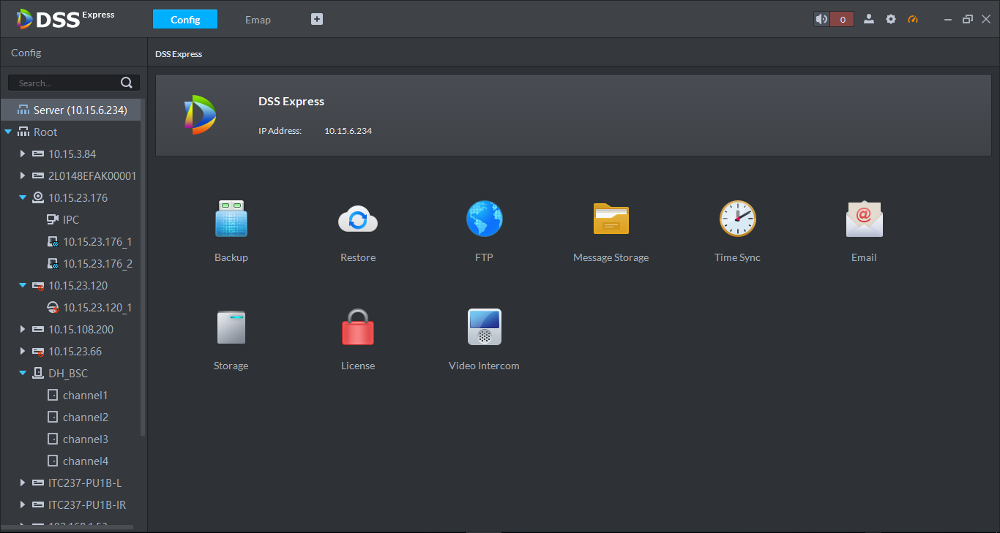 DSS Express
Config
Emap
0
Config
DSS Express
Search...
DSS Express
IP Address: 10.15.6.234
Server (10.15.6.234)
Root
10.15.3.84
2L0148EFAK00001
10.15.23.176
IPC
10.15.23.176_1
10.15.23.176_2
10.15.23.120
10.15.23.120_1
10.15.108.200
10.15.23.66
DH_BSC
channel1
channel2
channel3
channel4
ITC237-PU1B-L
ITC237-PU1B-IR
Backup
Restore
FTP
Message Storage
Time Sync
Email
@
Storage
License
Video Intercom